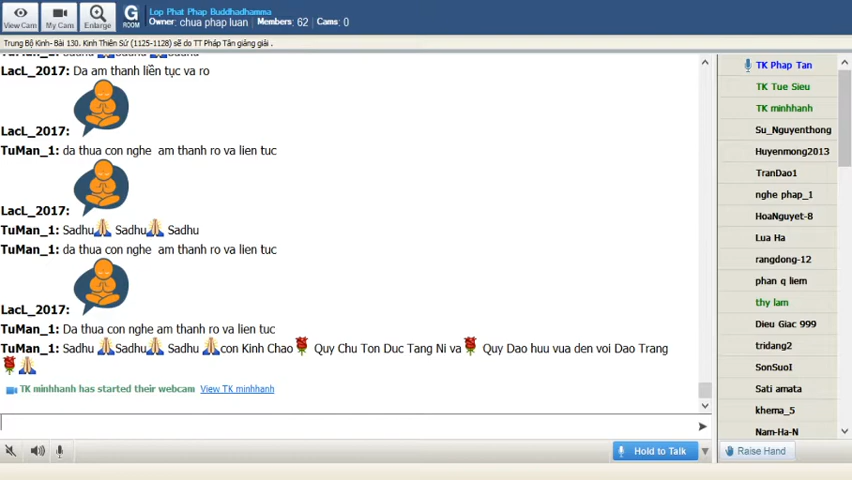 Lop Phat Phap Buddhadhamma
Owner: chua phap luan Members: 62 Cams: 0
View Cam
My Cam
Enlarge
G
ROOM
Trung Bộ Kinh- Bài 130. Kinh Thiên Sứ (1125-1128) sẽ do TT Pháp Tân giảng giải .
LacL_2017: Da am thanh liên tục va ro
LacL_2017:
TuMan_1: da thua con nghe am thanh ro va lien tuc
LacL_2017:
TuMan_1: Sadhu Sadhu Sadhu
TuMan_1: da thua con nghe am thanh ro va lien tuc
LacL_2017:
TuMan_1: Da thua con nghe am thanh ro va lien tuc
TuMan_1: Sadhu Sadhu Sadhu con Kinh Chao Quy Chu Ton Duc Tang Ni va Quy Dao huu vua den voi Dao Trang
TK minhhanh has started their webcam View TK minhhanh
Hold to Talk
TK Phap Tan
TK Tue Sieu
TK minhhanh
Su_Nguyenthong
Huyenmong2013
TranDao1
nghe phap_1
HoaNguyet-8
Lua Ha
rangdong-12
phan q liem
thy lam
Dieu Giac 999
tridang2
SonSuoI
Sati amata
khema_5
Nam-Ha-N
Raise Hand